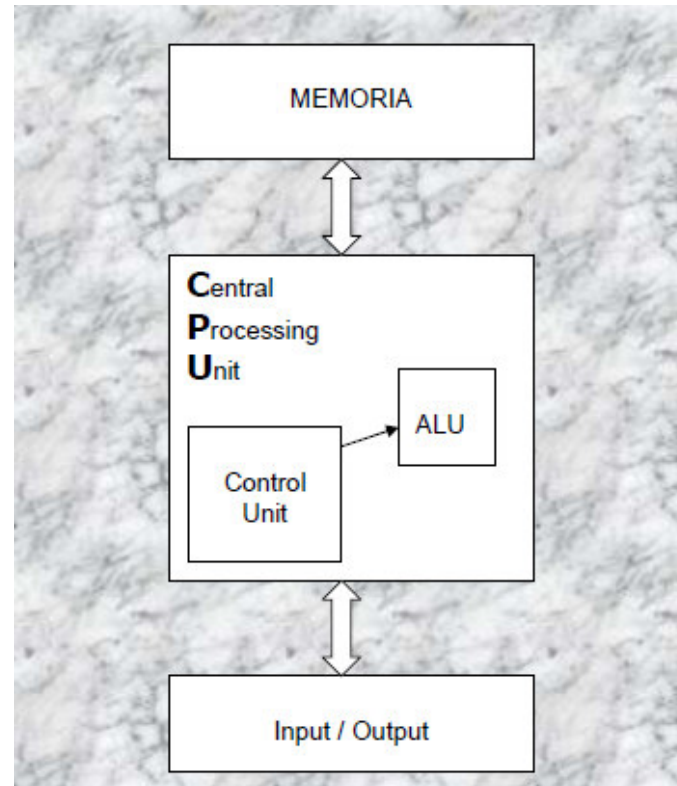 MEMORIA
Central
Processing
Unit
ALU
Control
Unit
Input / Output